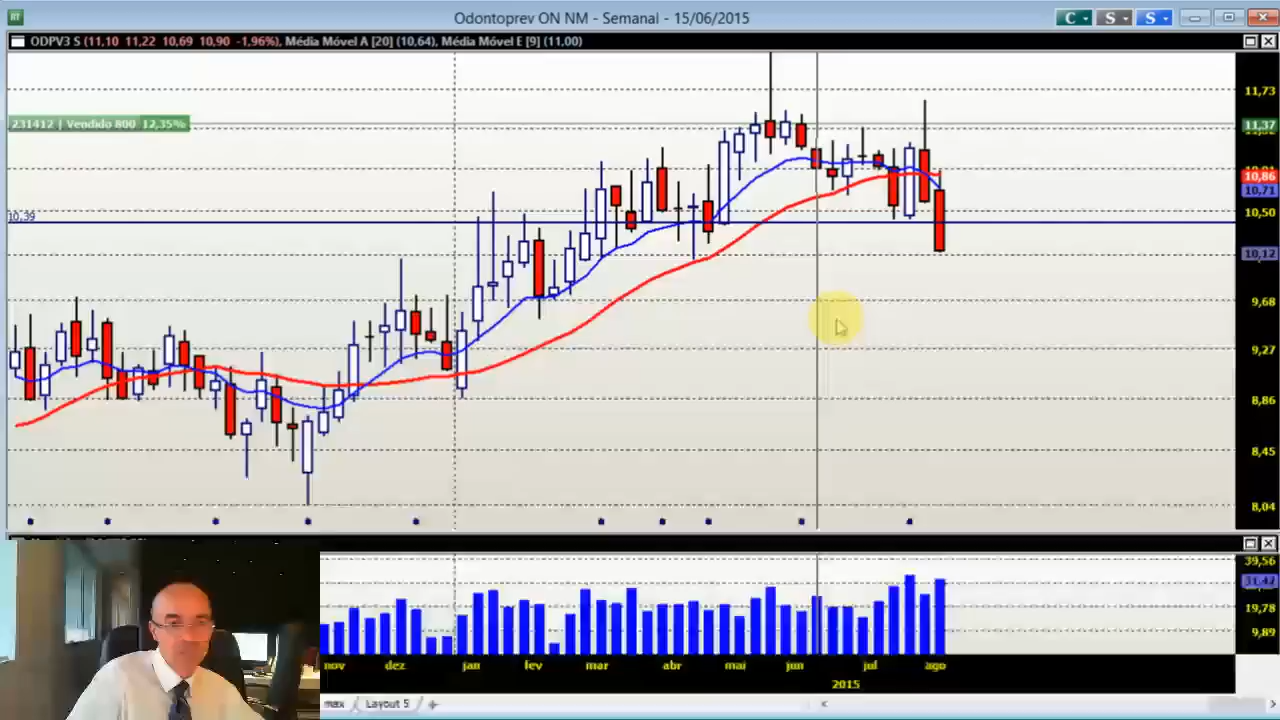 Odontoprev ON NM - Semanal - 15/06/2015
C S S
ODPV3 S (11,10 11,22 10,69 10,90 -1,96%), Média Móvel A [20] (10,64), Média Móvel E [9] (11,00)
11,73
231412 | Vendido 800 12,35%
11,37
10,86
10,71
10,39
10,50
10,12
9,68
9,27
8,86
8,45
8,04
39,56
31,47
19,78
9,89
nov dez jan fev mar abr mai jun jul ago
2015
max Layout 5